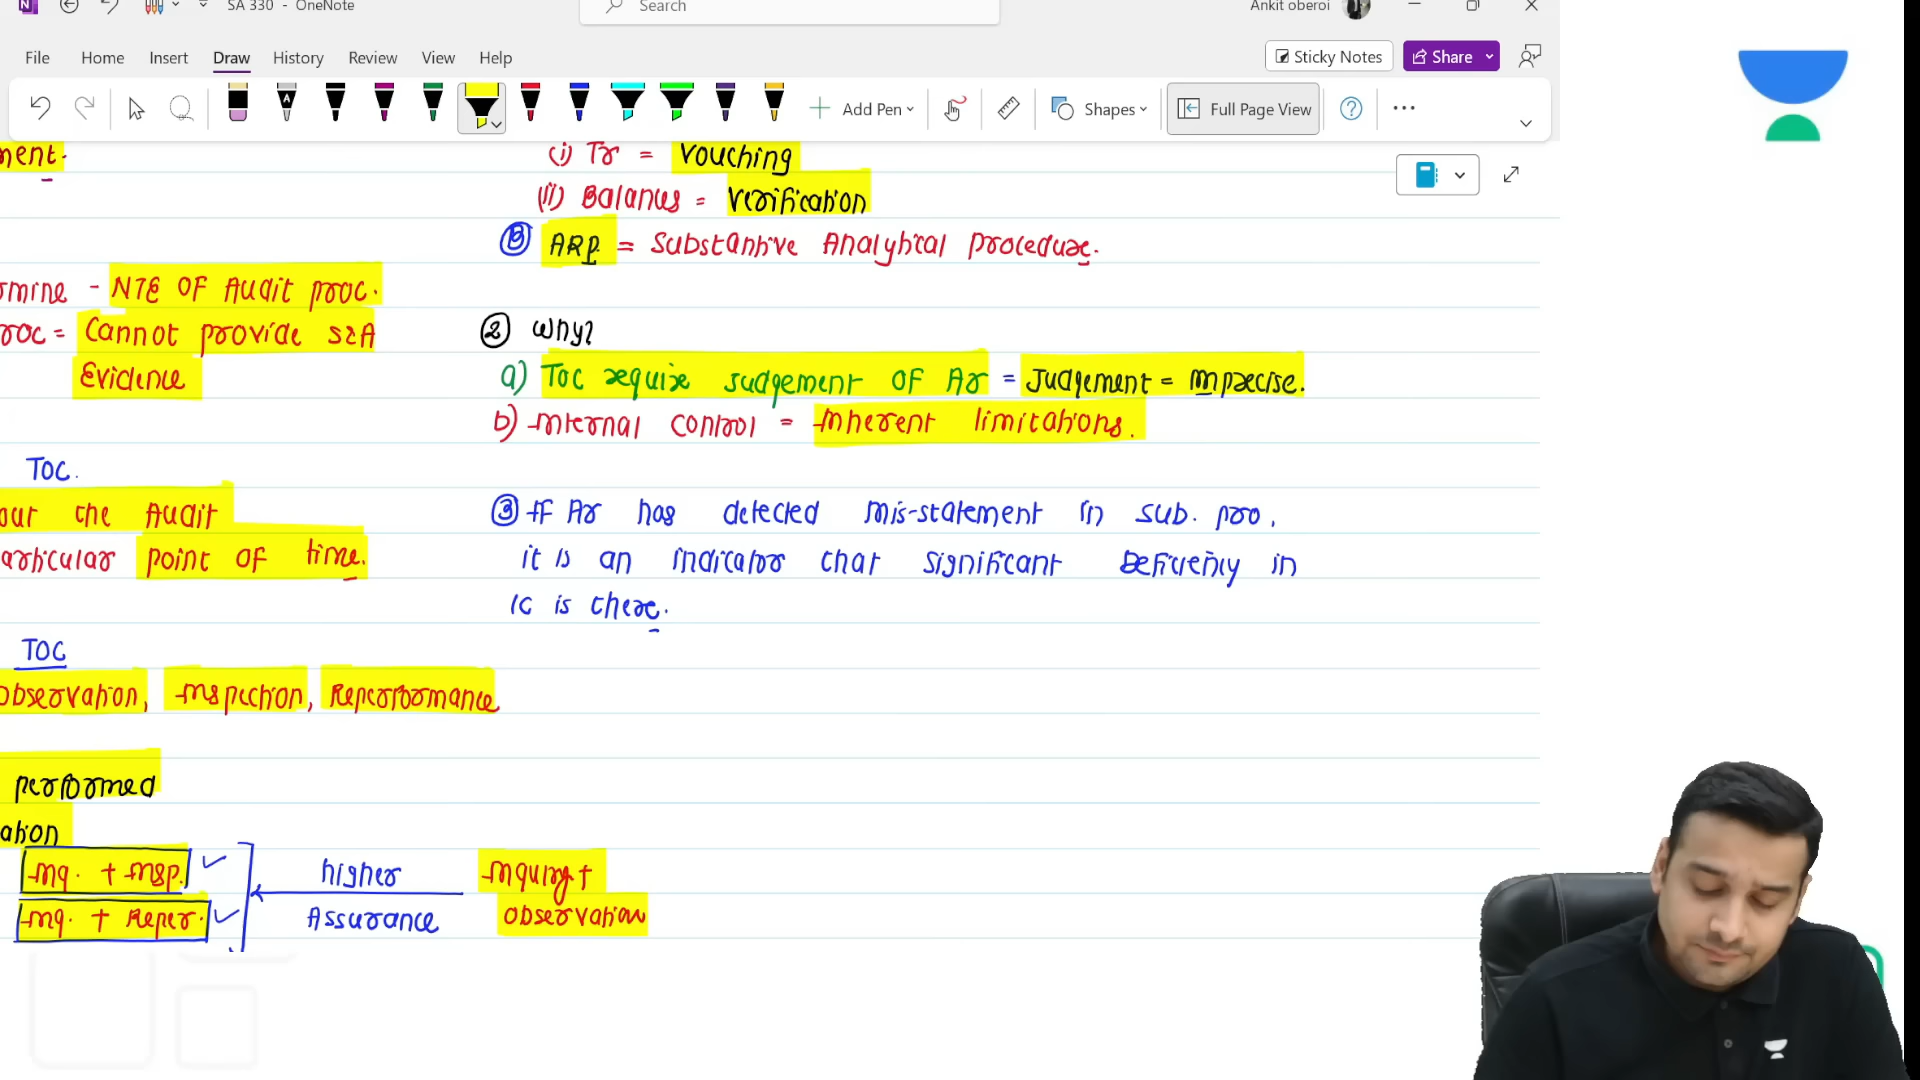 SA 330 - OneNote
Search
Ankit oberoi
File Home Insert Draw History Review View Help
Sticky Notes
Share
Add Pen
Shapes
Full Page View
ment.
(i) Tr = Vouching
(ii) Balances = Verification
(B) ARP = Substantive Analytical Procedure.
rmine - NTE OF Audit proc.
roc = Cannot provide S&A
Evidence
(2) Why?
a) TOC require Judgement OF Ar = Judgement = Imprecise.
b) Internal Control = Inherent limitations.
TOC.
out the Audit
articular point OF time.
(3) If Ar has detected Mis-statement in sub. pro.
it is an indicator that significant Deficiency in
IC is there.
TOC
observation, Inspection, Reperformance
performed
ation
Inq. + Insp.
Inq. + Reper.
higher
Assurance
Inquiry +
observation